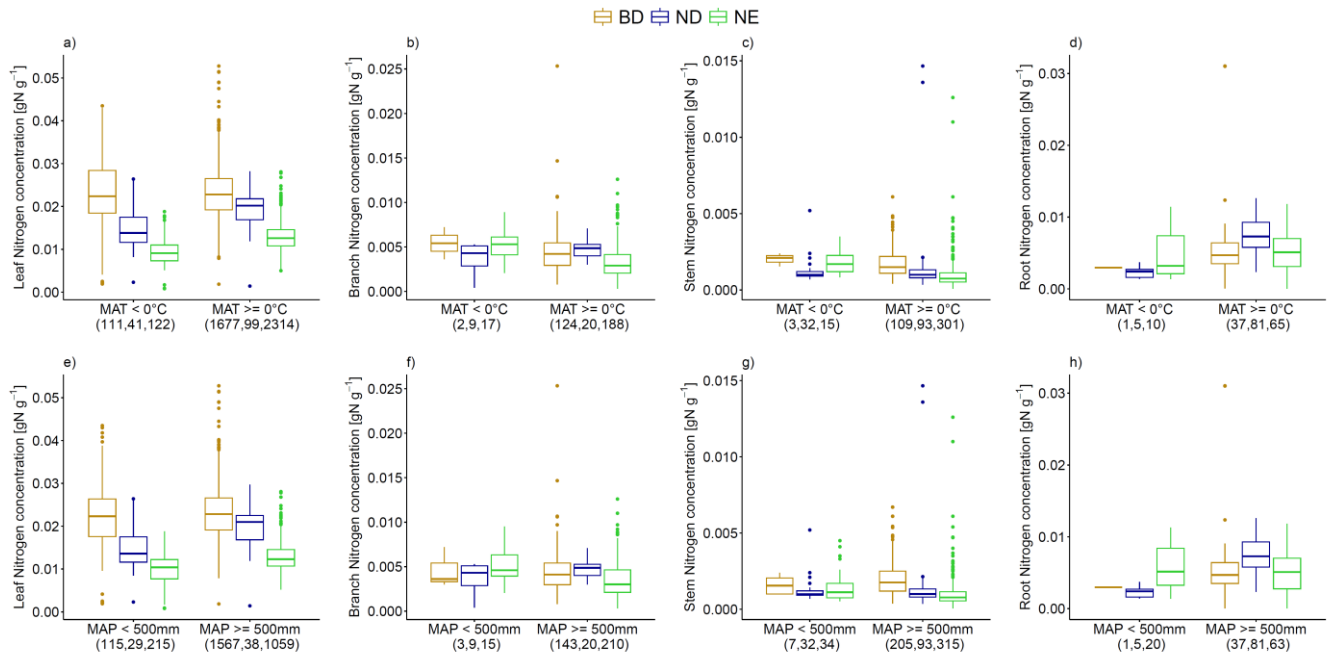 BD ND NE
a)
b)
c)
d)
Leaf Nitrogen concentration [gN g⁻¹]
0.05
0.04
0.03
0.02
0.01
0.00
MAT < 0°C MAT >= 0°C
(111,41,122) (1677,99,2314)
Branch Nitrogen concentration [gN g⁻¹]
0.025
0.020
0.015
0.010
0.005
0.000
MAT < 0°C MAT >= 0°C
(2,9,17) (124,20,188)
Stem Nitrogen concentration [gN g⁻¹]
0.015
0.010
0.005
0.000
MAT < 0°C MAT >= 0°C
(3,32,15) (109,93,301)
Root Nitrogen concentration [gN g⁻¹]
0.03
0.02
0.01
0.00
MAT < 0°C MAT >= 0°C
(1,5,10) (37,81,65)
e)
f)
g)
h)
Leaf Nitrogen concentration [gN g⁻¹]
0.05
0.04
0.03
0.02
0.01
0.00
MAP < 500mm MAP >= 500mm
(115,29,215) (1567,38,1059)
Branch Nitrogen concentration [gN g⁻¹]
0.025
0.020
0.015
0.010
0.005
0.000
MAP < 500mm MAP >= 500mm
(3,9,15) (143,20,210)
Stem Nitrogen concentration [gN g⁻¹]
0.015
0.010
0.005
0.000
MAP < 500mm MAP >= 500mm
(7,32,34) (205,93,315)
Root Nitrogen concentration [gN g⁻¹]
0.03
0.02
0.01
0.00
MAP < 500mm MAP >= 500mm
(1,5,20) (37,81,63)